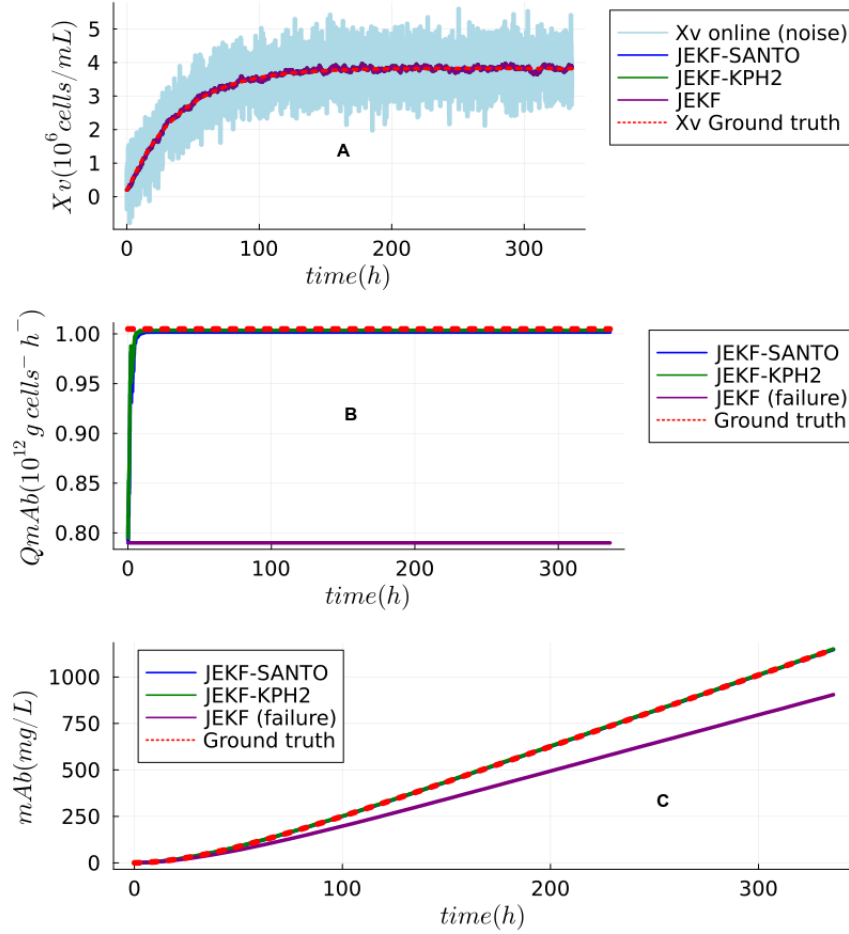 Xv(10^6 cells/mL)
5
4
3
2
1
0
A
0
100
200
300
time(h)
Xv online (noise)
JEKF-SANTO
JEKF-KPH2
JEKF
Xv Ground truth
QmAb(10^12 g cells^- h^-)
1.00
0.95
0.90
0.85
0.80
B
0
100
200
300
time(h)
JEKF-SANTO
JEKF-KPH2
JEKF (failure)
Ground truth
mAb(mg/L)
1000
750
500
250
0
JEKF-SANTO
JEKF-KPH2
JEKF (failure)
Ground truth
C
0
100
200
300
time(h)